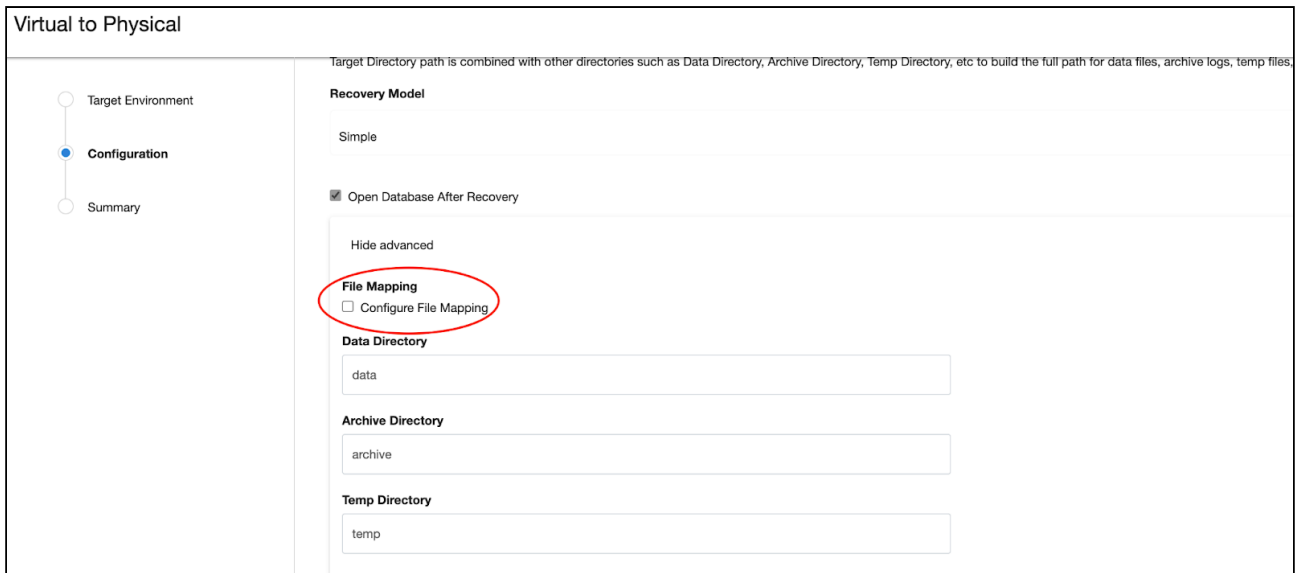 Virtual to Physical
Target Directory path is combined with other directories such as Data Directory, Archive Directory, Temp Directory, etc to build the full path for data files, archive logs, temp files,
Target Environment
Configuration
Summary
Recovery Model
Simple
Open Database After Recovery
Hide advanced
File Mapping
Configure File Mapping
Data Directory
data
Archive Directory
archive
Temp Directory
temp